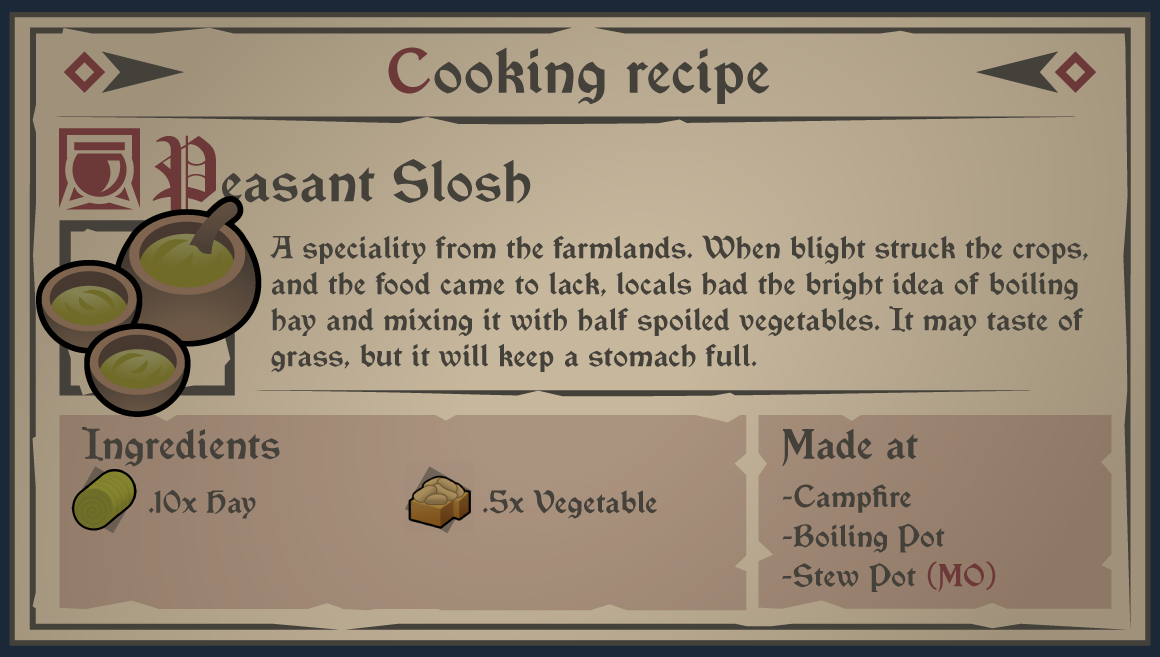 Cooking recipe
Peasant Slosh
A speciality from the farmlands. When blight struck the crops,
and the food came to lack, locals had the bright idea of boiling
hay and mixing it with half spoiled vegetables. It may taste of
grass, but it will keep a stomach full.
Ingredients
.10x Hay
.5x Vegetable
Made at
-Campfire
-Boiling Pot
-Stew Pot (MO)